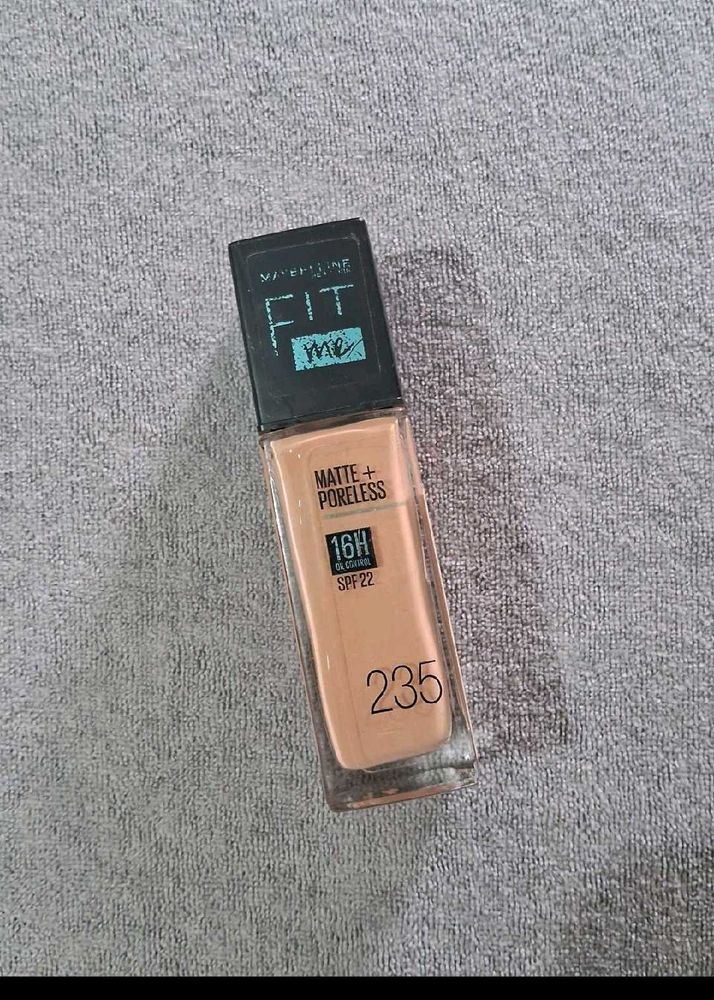 MAYBELLINE
FIT
me
MATTE +
PORELESS
16H
OIL CONTROL
SPF 22
235